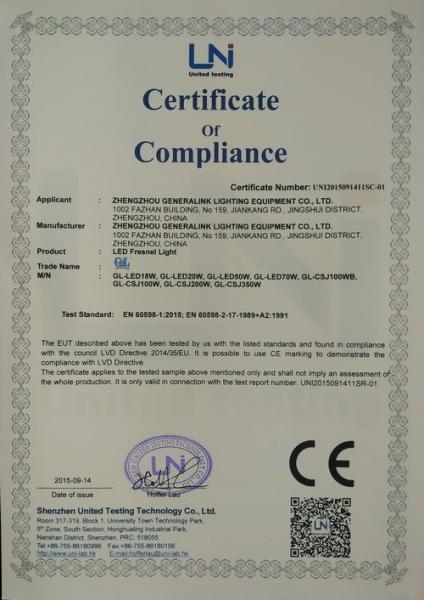 UNi
United testing
Certificate
Of
Compliance
Certificate Number: UNI2015091411SC-01
Applicant : ZHENGZHOU GENERALINK LIGHTING EQUIPMENT CO., LTD.
1002 FAZHAN BUILDING, No 159, JIANKANG RD., JINGSHUI DISTRICT,
ZHENGZHOU, CHINA
Manufacturer : ZHENGZHOU GENERALINK LIGHTING EQUIPMENT CO., LTD.
1002 FAZHAN BUILDING, No 159, JIANKANG RD., JINGSHUI DISTRICT,
ZHENGZHOU, CHINA
Product : LED Fresnel Light
Trade Name :
M/N : GL-LED18W, GL-LED20W, GL-LED50W, GL-LED70W, GL-CSJ100WB,
GL-CSJ100W, GL-CSJ200W, GL-CSJ350W
Test Standard: EN 60598-1:2015; EN 60598-2-17-1989+A2:1991
The EUT described above has been tested by us with the listed standards and found in compliance
with the council LVD Directive 2014/35/EU. It is possible to use CE marking to demonstrate the
compliance with LVD Directive.
The certificate applies to the tested sample above mentioned only and shall not imply an assessment of
the whole production. It is only valid in connection with the test report number: UNI2015091411SR-01.
UNi
CE
2015-09-14
Date of issue
Hoffer Lau
UNi
Shenzhen United Testing Technology Co., Ltd.
Room 317-319, Block 1, University Town Technology Park,
5th Zone, South Section, Honghualing Industrial Park,
Nanshan District, Shenzhen, PRC. 518055
Tel:+86-755-86180996 Fax:+86-755-86180156
http://www.uni-lab.hk E-mail:hofferlau@uni-lab.hk